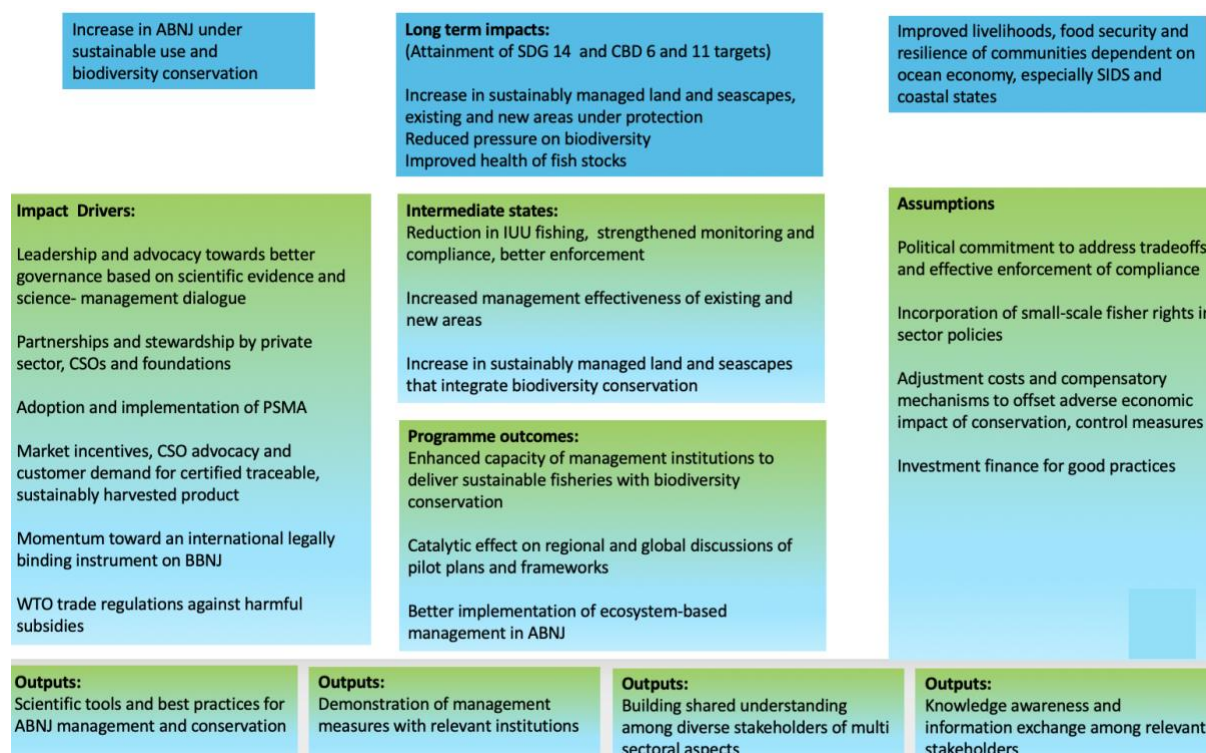 Increase in ABNJ under
sustainable use and
biodiversity conservation
Long term impacts:
(Attainment of SDG 14 and CBD 6 and 11 targets)
Increase in sustainably managed land and seascapes,
existing and new areas under protection
Reduced pressure on biodiversity
Improved health of fish stocks
Improved livelihoods, food security and
resilience of communities dependent on
ocean economy, especially SIDS and
coastal states
Impact Drivers:
Leadership and advocacy towards better
governance based on scientific evidence and
science- management dialogue
Partnerships and stewardship by private
sector, CSOs and foundations
Adoption and implementation of PSMA
Market incentives, CSO advocacy and
customer demand for certified traceable,
sustainably harvested product
Momentum toward an international legally
binding instrument on BBNJ
WTO trade regulations against harmful
subsidies
Intermediate states:
Reduction in IUU fishing, strengthened monitoring and
compliance, better enforcement
Increased management effectiveness of existing and
new areas
Increase in sustainably managed land and seascapes
that integrate biodiversity conservation
Programme outcomes:
Enhanced capacity of management institutions to
deliver sustainable fisheries with biodiversity
conservation
Catalytic effect on regional and global discussions of
pilot plans and frameworks
Better implementation of ecosystem-based
management in ABNJ
Assumptions
Political commitment to address tradeoffs
and effective enforcement of compliance
Incorporation of small-scale fisher rights in
sector policies
Adjustment costs and compensatory
mechanisms to offset adverse economic
impact of conservation, control measures
Investment finance for good practices
Outputs:
Scientific tools and best practices for
ABNJ management and conservation
Outputs:
Demonstration of management
measures with relevant institutions
Outputs:
Building shared understanding
among diverse stakeholders of multi
sectoral aspects
Outputs:
Knowledge awareness and
information exchange among relevant
stakeholders